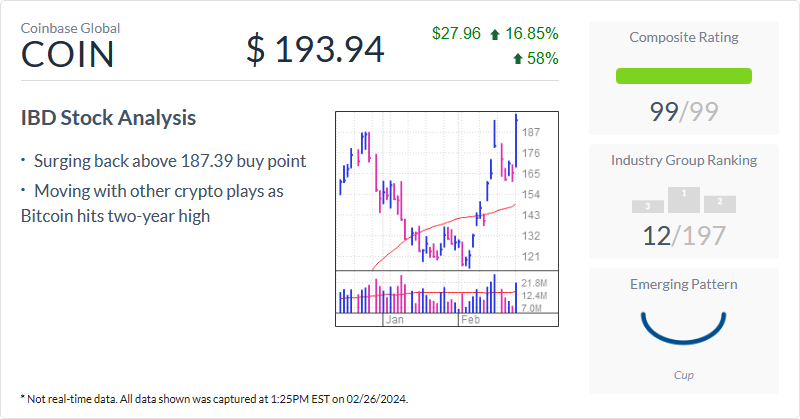 Coinbase Global
COIN
$ 193.94
$27.96 16.85%
58%
IBD Stock Analysis
• Surging back above 187.39 buy point
• Moving with other crypto plays as
Bitcoin hits two-year high
187
176
165
154
143
132
121
21.8M
12.4M
7.0M
Jan
Feb
Composite Rating
99/99
Industry Group Ranking
3
1
2
12/197
Emerging Pattern
Cup
* Not real-time data. All data shown was captured at 1:25PM EST on 02/26/2024.